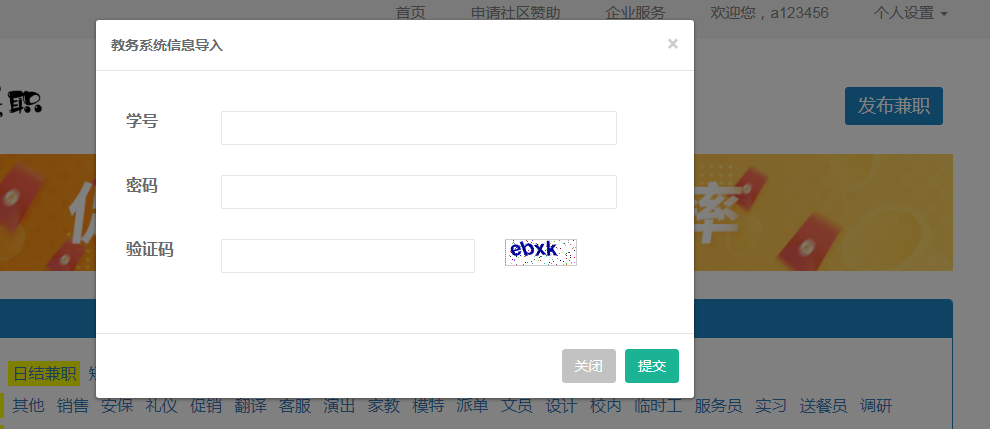 首页 申请社区赞助 企业服务 欢迎您，a123456 个人设置
教务系统信息导入 ×
职
发布兼职
学号
密码
率
验证码 ebxk
关闭 提交
日结兼职
其他 销售 安保 礼仪 促销 翻译 客服 演出 家教 模特 派单 文员 设计 校内 临时工 服务员 实习 送餐员 调研